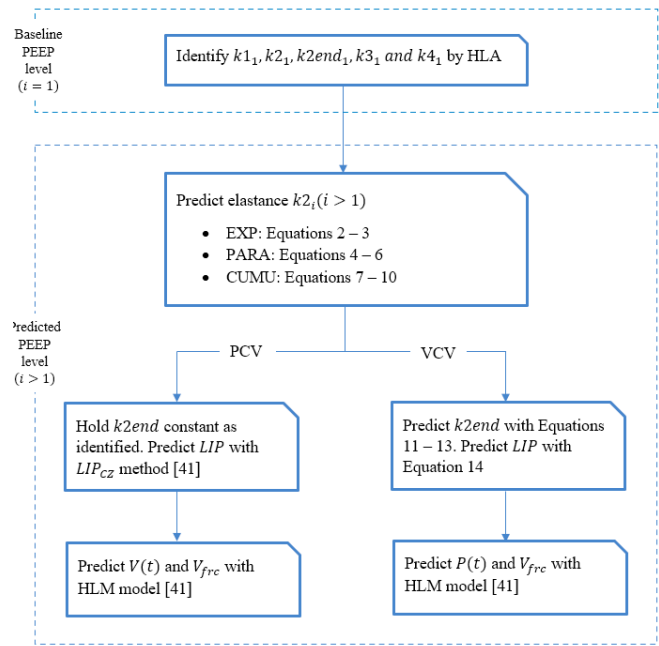 Baseline
PEEP
level
(i = 1)
Identify k1₁, k2₁, k2end₁, k3₁ and k4₁ by HLA
Predict elastance k2ᵢ(i > 1)
• EXP: Equations 2 – 3
• PARA: Equations 4 – 6
• CUMU: Equations 7 – 10
Predicted
PEEP
level
(i > 1)
PCV
VCV
Hold k2end constant as
identified. Predict LIP with
LIP_CZ method [41]
Predict k2end with Equations
11 – 13. Predict LIP with
Equation 14
Predict V(t) and V_frc with
HLM model [41]
Predict P(t) and V_frc with
HLM model [41]